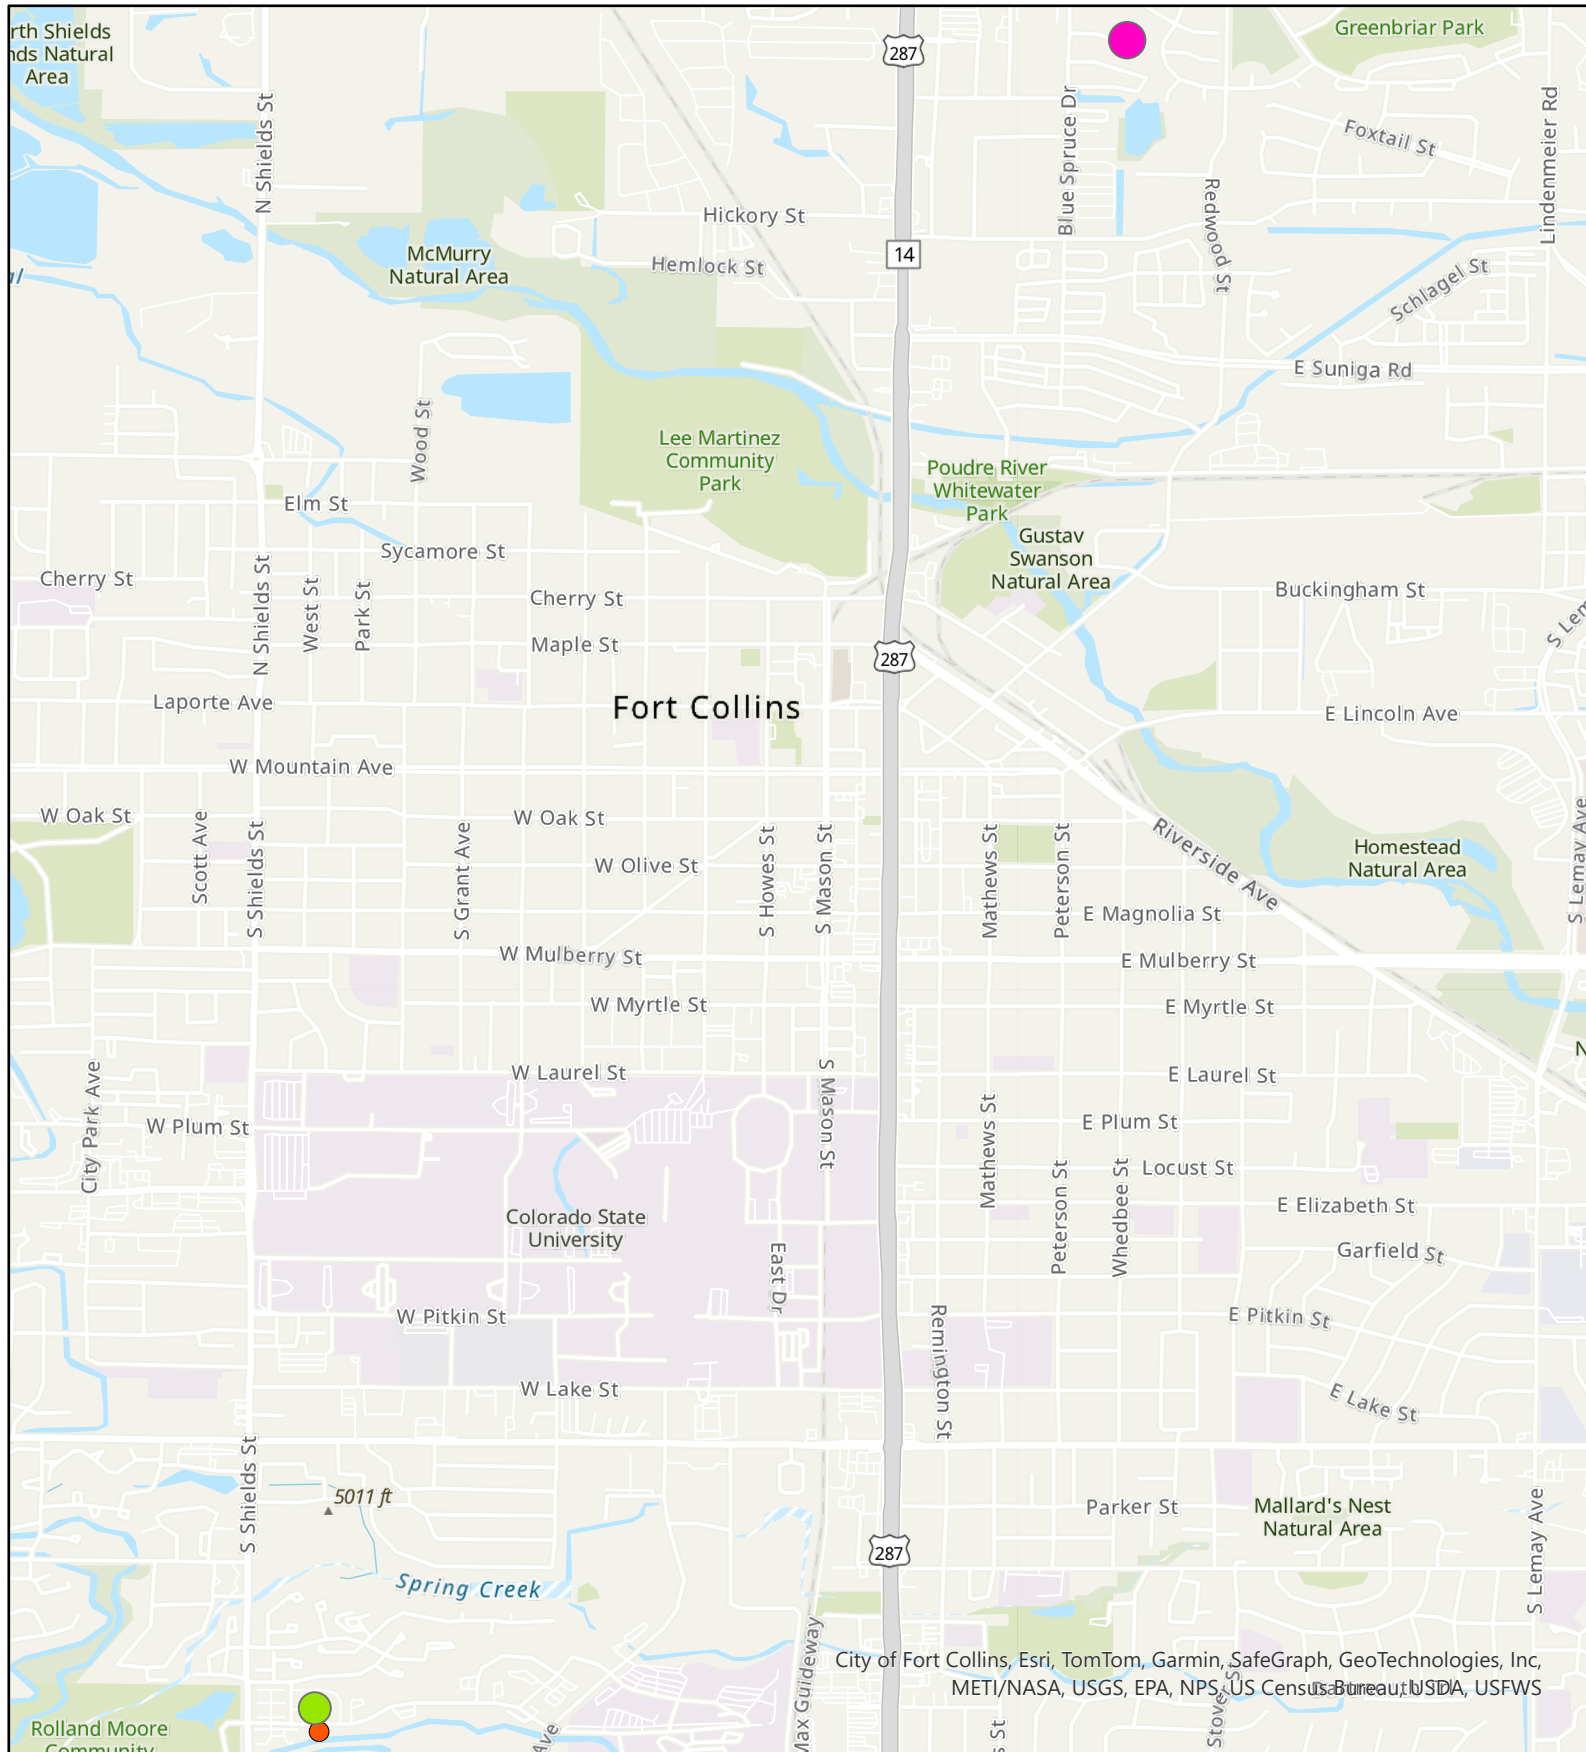 rth Shields
nds Natural
Area
287
Greenbriar Park
N Shields St
Blue Spruce Dr
Foxtail St
Lindenmeier Rd
Hickory St
Redwood St
McMurry
Natural Area
14
Hemlock St
al
Schlagel St
E Suniga Rd
Wood St
Lee Martinez
Community
Park
Poudre River
Whitewater
Park
Elm St
Sycamore St
Gustav
Swanson
Natural Area
Cherry St
Cherry St
Buckingham St
N Shields St
West St
Park St
S Lem
Maple St
287
Laporte Ave
Fort Collins
E Lincoln Ave
W Mountain Ave
W Oak St
W Oak St
Scott Ave
S Shields St
S Grant Ave
W Olive St
S Howes St
S Mason St
Mathews St
Peterson St
Riverside Ave
Homestead
Natural Area
S Lemay Ave
E Magnolia St
W Mulberry St
E Mulberry St
W Myrtle St
E Myrtle St
N
W Laurel St
E Laurel St
City Park Ave
W Plum St
S Mason St
Mathews St
E Plum St
Locust St
Peterson St
Whedbee St
E Elizabeth St
Colorado State
University
East Dr
Garfield St
W Pitkin St
Remington St
E Pitkin St
W Lake St
E Lake St
S Shields St
5011 ft
Parker St
Mallard's Nest
Natural Area
S Lemay Ave
287
Spring Creek
Max Guideway
City of Fort Collins, Esri, TomTom, Garmin, SafeGraph, GeoTechnologies, Inc,
METI/NASA, USGS, EPA, NPS, US Census Bureau, USDA, USFWS
Stover St
Rolland Moore
Community
Ave
s St